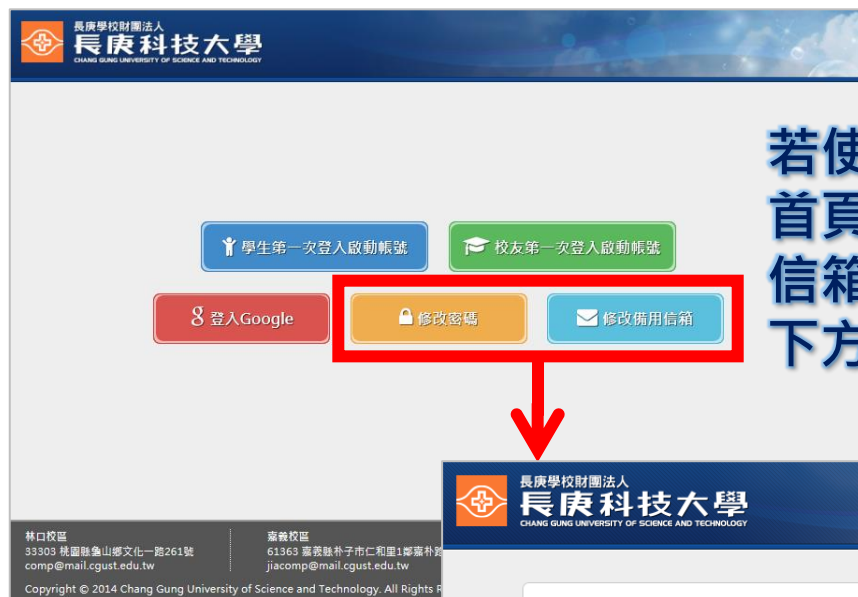 長庚學校財團法人
長庚科技大學
CHANG GUNG UNIVERSITY OF SCIENCE AND TECHNOLOGY
若使
首頁
信箱
下方
學生第一次登入啟動帳號
校友第一次登入啟動帳號
登入Google
修改密碼
修改備用信箱
長庚學校財團法人
長庚科技大學
CHANG GUNG UNIVERSITY OF SCIENCE AND TECHNOLOGY
林口校區
33303 桃園縣龜山鄉文化一路261號
comp@mail.cgust.edu.tw
嘉義校區
61363 嘉義縣朴子市仁和里1鄰嘉朴路
jiacomp@mail.cgust.edu.tw
Copyright © 2014 Chang Gung University of Science and Technology. All Rights